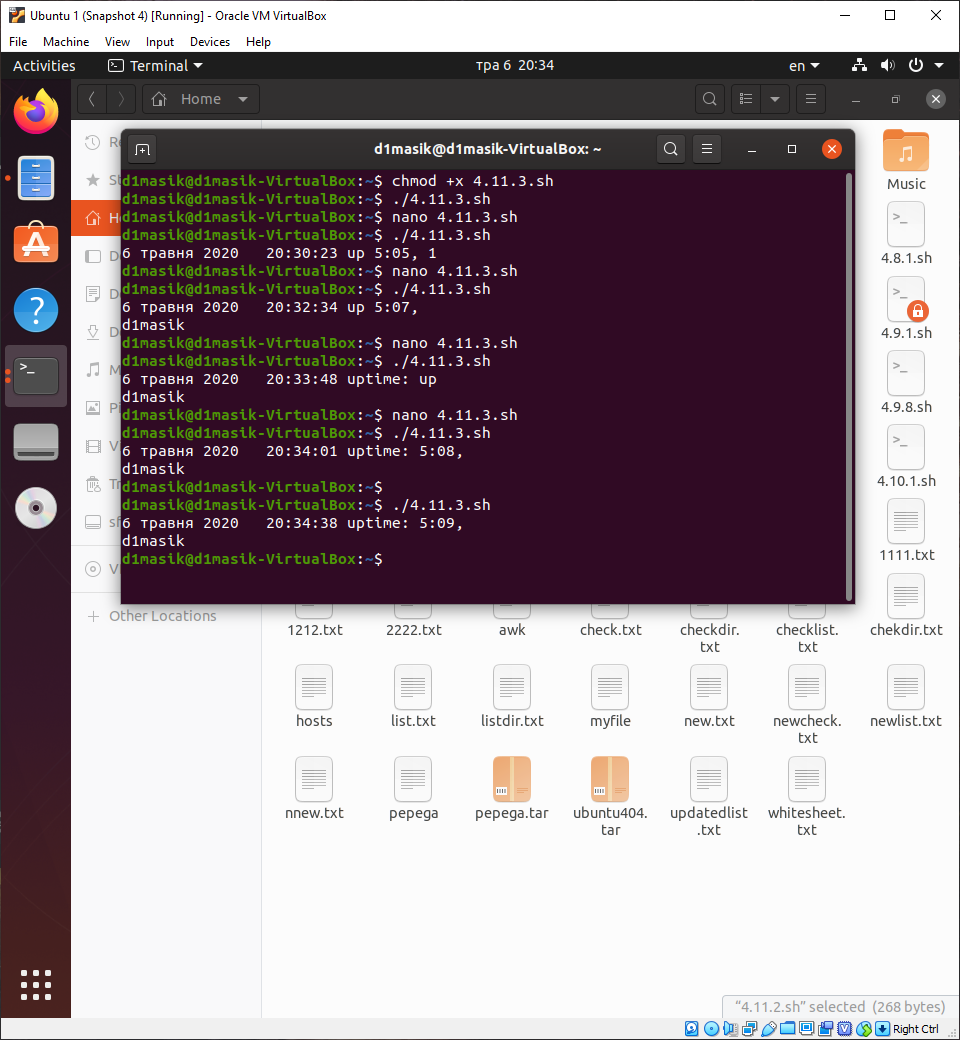 Ubuntu 1 (Snapshot 4) [Running] - Oracle VM VirtualBox
File Machine View Input Devices Help
Activities Terminal тра 6 20:34 en
Home
d1masik@d1masik-VirtualBox: ~
d1masik@d1masik-VirtualBox:~$ chmod +x 4.11.3.sh
d1masik@d1masik-VirtualBox:~$ ./4.11.3.sh
d1masik@d1masik-VirtualBox:~$ nano 4.11.3.sh
d1masik@d1masik-VirtualBox:~$ ./4.11.3.sh
6 травня 2020 20:30:23 up 5:05, 1
d1masik@d1masik-VirtualBox:~$ nano 4.11.3.sh
d1masik@d1masik-VirtualBox:~$ ./4.11.3.sh
6 травня 2020 20:32:34 up 5:07,
d1masik
d1masik@d1masik-VirtualBox:~$ nano 4.11.3.sh
d1masik@d1masik-VirtualBox:~$ ./4.11.3.sh
6 травня 2020 20:33:48 uptime: up
d1masik
d1masik@d1masik-VirtualBox:~$ nano 4.11.3.sh
d1masik@d1masik-VirtualBox:~$ ./4.11.3.sh
6 травня 2020 20:34:01 uptime: 5:08,
d1masik
d1masik@d1masik-VirtualBox:~$
d1masik@d1masik-VirtualBox:~$ ./4.11.3.sh
6 травня 2020 20:34:38 uptime: 5:09,
d1masik
d1masik@d1masik-VirtualBox:~$
Other Locations
Music
4.8.1.sh
4.9.1.sh
4.9.8.sh
4.10.1.sh
1111.txt
1212.txt 2222.txt awk check.txt checkdir. checklist. chekdir.txt
txt txt
hosts list.txt listdir.txt myfile new.txt newcheck. newlist.txt
txt
nnew.txt pepega pepega.tar ubuntu404. updatedlist whitesheet.
tar .txt txt
“4.11.2.sh” selected (268 bytes)
Right Ctrl